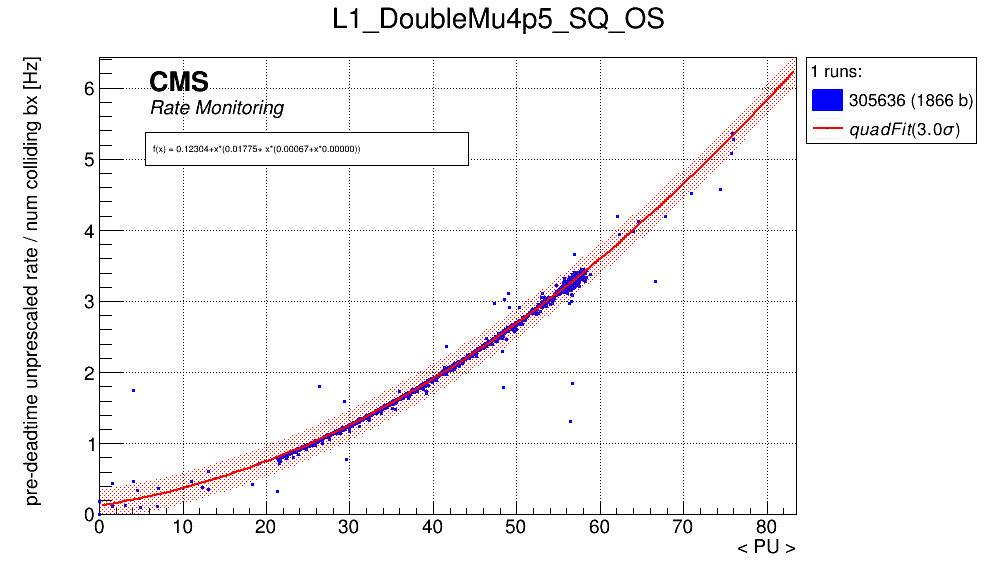 L1_DoubleMu4p5_SQ_OS
pre-deadtime unprescaled rate / num colliding bx [Hz]
CMS
Rate Monitoring
f(x) = 0.12304+x*(0.01775+ x*(0.00067+x*0.00000))
1 runs:
305636 (1866 b)
quadFit(3.0σ)
6
5
4
3
2
1
0
0 10 20 30 40 50 60 70 80
< PU >